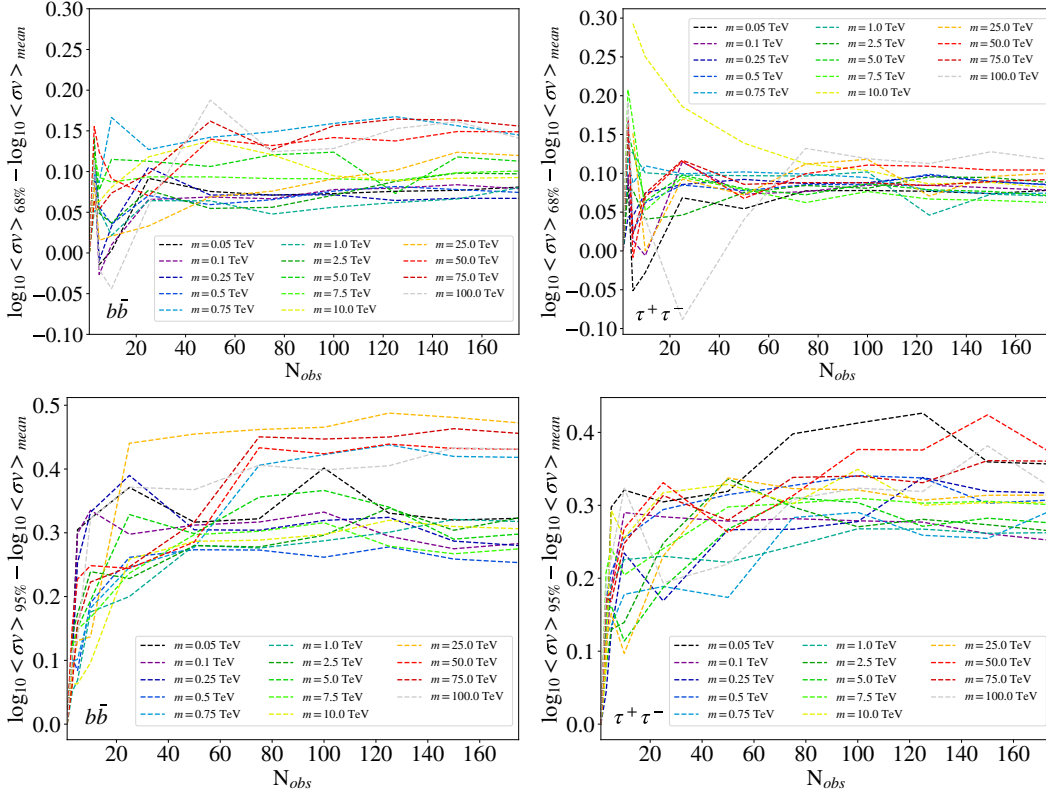 0.30
0.25
0.20
0.15
0.10
0.05
0.00
−0.05
−0.10
log₁₀ < σv > 68% − log₁₀ < σv > mean
m = 0.05 TeV
m = 0.1 TeV
m = 0.25 TeV
m = 0.5 TeV
m = 0.75 TeV
m = 1.0 TeV
m = 2.5 TeV
m = 5.0 TeV
m = 7.5 TeV
m = 10.0 TeV
m = 25.0 TeV
m = 50.0 TeV
m = 75.0 TeV
m = 100.0 TeV
bb̄
20 40 60 80 100 120 140 160
N_obs
0.30
0.25
0.20
0.15
0.10
0.05
0.00
−0.05
−0.10
log₁₀ < σv > 68% − log₁₀ < σv > mean
m = 0.05 TeV
m = 0.1 TeV
m = 0.25 TeV
m = 0.5 TeV
m = 0.75 TeV
m = 1.0 TeV
m = 2.5 TeV
m = 5.0 TeV
m = 7.5 TeV
m = 10.0 TeV
m = 25.0 TeV
m = 50.0 TeV
m = 75.0 TeV
m = 100.0 TeV
τ⁺τ⁻
20 40 60 80 100 120 140 160
N_obs
0.5
0.4
0.3
0.2
0.1
0.0
log₁₀ < σv > 95% − log₁₀ < σv > mean
m = 0.05 TeV
m = 0.1 TeV
m = 0.25 TeV
m = 0.5 TeV
m = 0.75 TeV
m = 1.0 TeV
m = 2.5 TeV
m = 5.0 TeV
m = 7.5 TeV
m = 10.0 TeV
m = 25.0 TeV
m = 50.0 TeV
m = 75.0 TeV
m = 100.0 TeV
bb̄
20 40 60 80 100 120 140 160
N_obs
0.4
0.3
0.2
0.1
0.0
log₁₀ < σv > 95% − log₁₀ < σv > mean
m = 0.05 TeV
m = 0.1 TeV
m = 0.25 TeV
m = 0.5 TeV
m = 0.75 TeV
m = 1.0 TeV
m = 2.5 TeV
m = 5.0 TeV
m = 7.5 TeV
m = 10.0 TeV
m = 25.0 TeV
m = 50.0 TeV
m = 75.0 TeV
m = 100.0 TeV
τ⁺τ⁻
20 40 60 80 100 120 140 160
N_obs